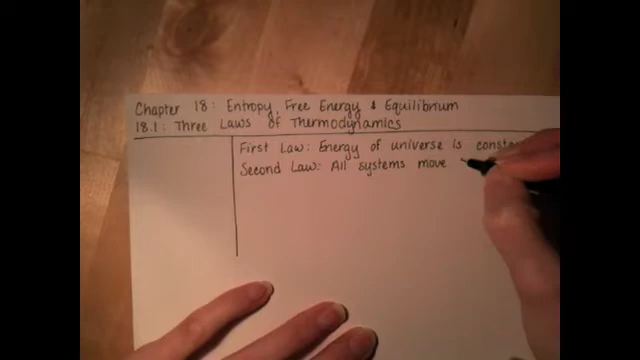 Chapter 18: Entropy, Free Energy & Equilibrium
18.1: Three Laws of Thermodynamics
First Law: Energy of universe is
Second Law: All systems move